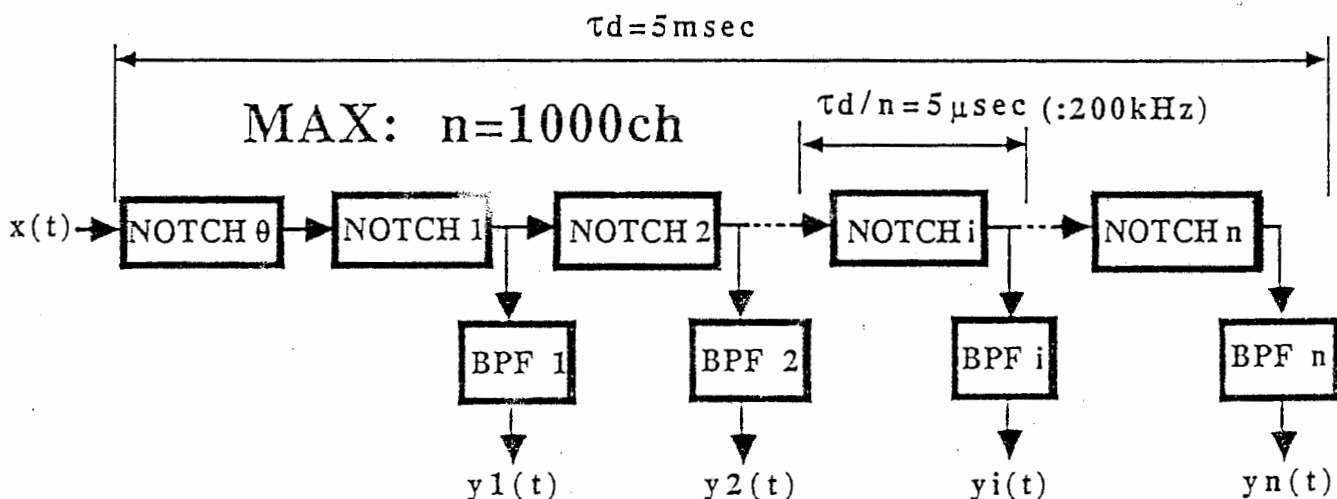 τd=5msec
MAX: n=1000ch
τd/n=5μsec (:200kHz)
x(t)
NOTCH θ
NOTCH 1
NOTCH 2
NOTCH i
NOTCH n
BPF 1
BPF 2
BPF i
BPF n
y1(t)
y2(t)
yi(t)
yn(t)